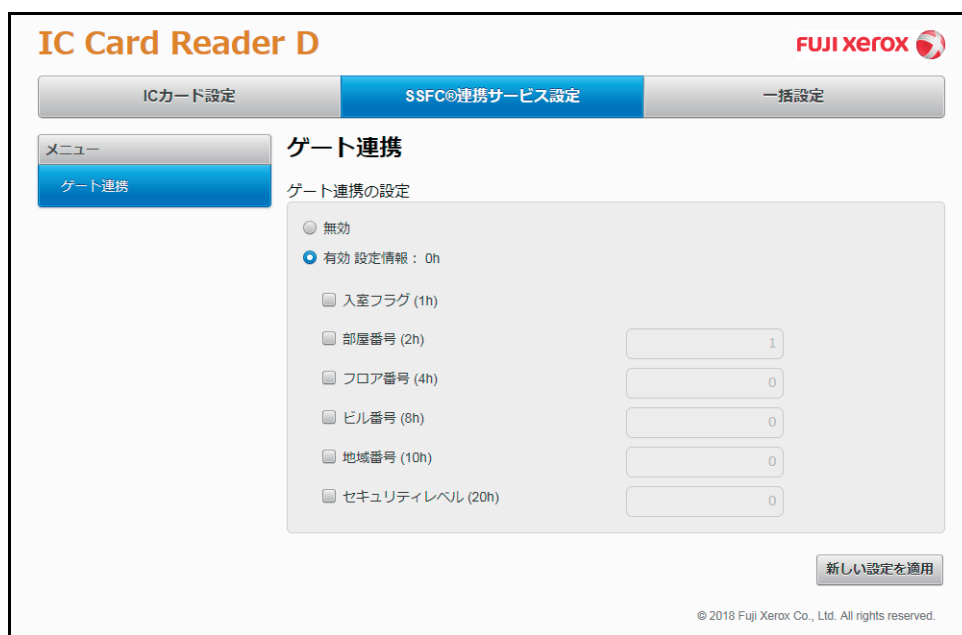 IC Card Reader D
FUJI xerox
ICカード設定
SSFC®連携サービス設定
一括設定
メニュー
ゲート連携
ゲート連携
ゲート連携の設定
無効
有効 設定情報： 0h
入室フラグ (1h)
部屋番号 (2h) 1
フロア番号 (4h) 0
ビル番号 (8h) 0
地域番号 (10h) 0
セキュリティレベル (20h) 0
新しい設定を適用
© 2018 Fuji Xerox Co., Ltd. All rights reserved.